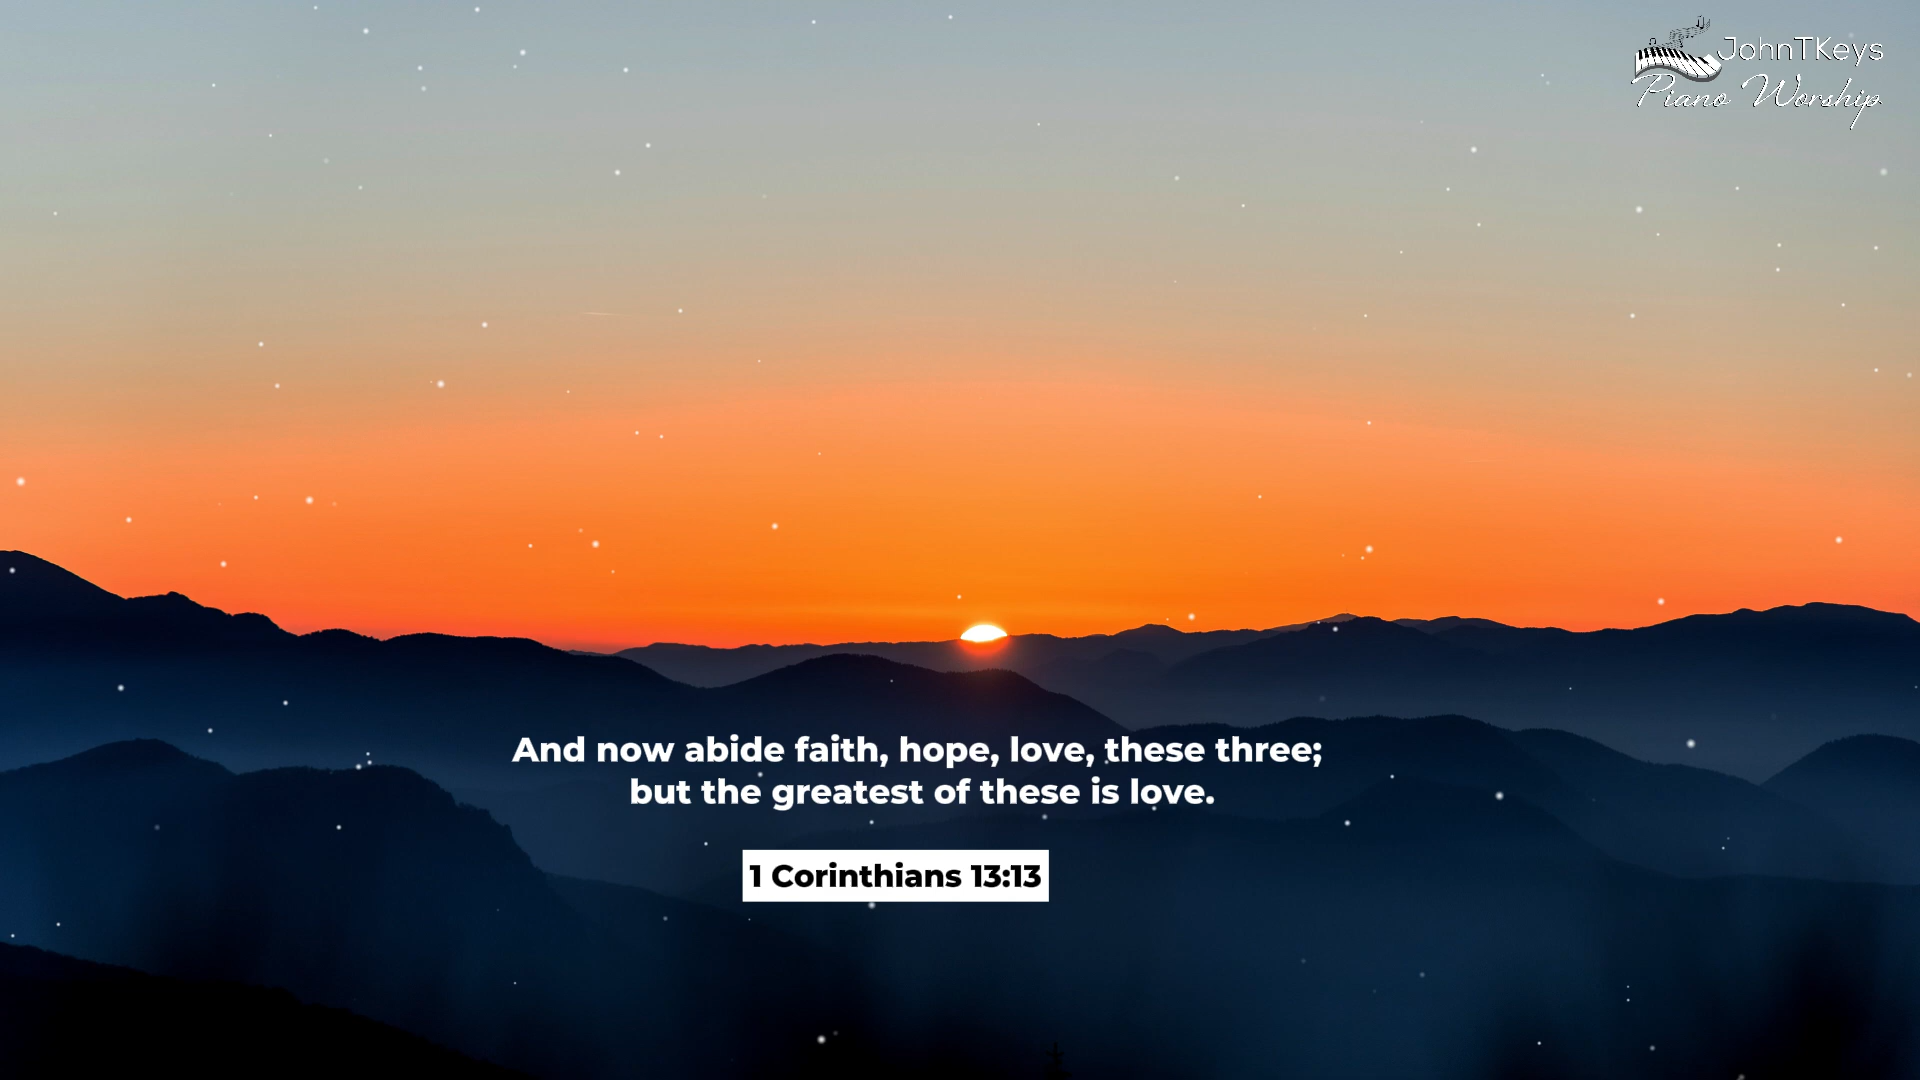 JohnTKeys
Piano Worship
And now abide faith, hope, love, these three;
but the greatest of these is love.
1 Corinthians 13:13